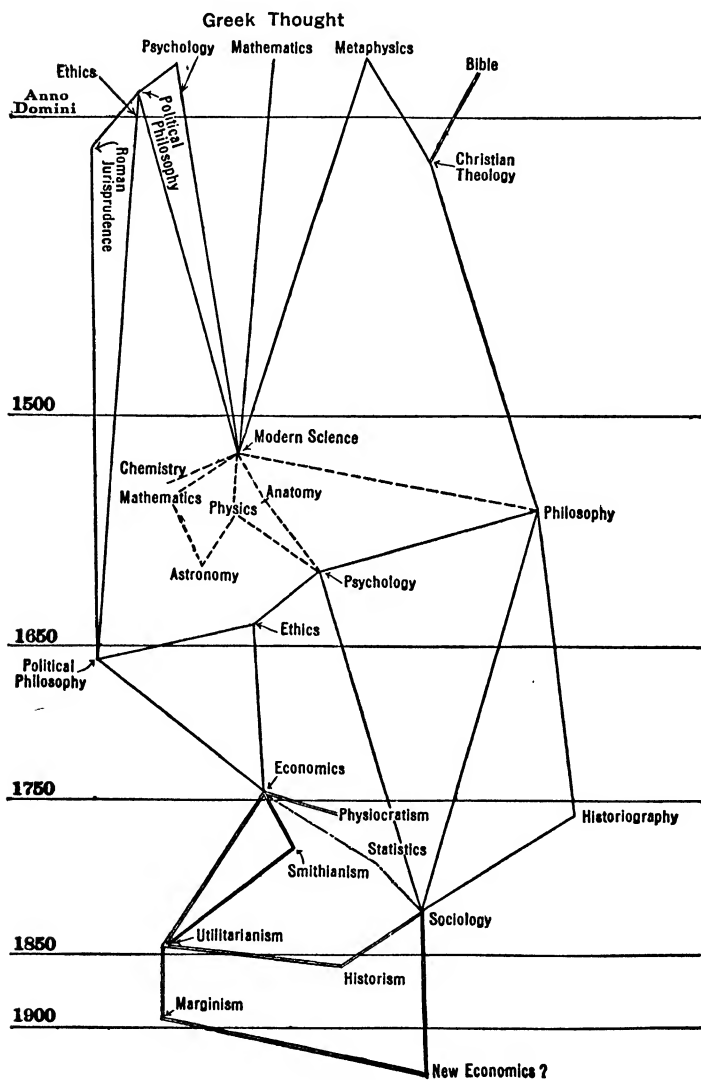 Greek Thought
Psychology
Mathematics
Metaphysics
Bible
Ethics
Anno
Domini
Political
Philosophy
Roman
Jurisprudence
Christian
Theology
1500
Modern Science
Chemistry
Mathematics
Physics
Anatomy
Philosophy
Astronomy
Psychology
Ethics
1650
Political
Philosophy
Economics
1750
Physiocratism
Historiography
Statistics
Smithianism
Sociology
Utilitarianism
1850
Historism
Marginism
1900
New Economics?